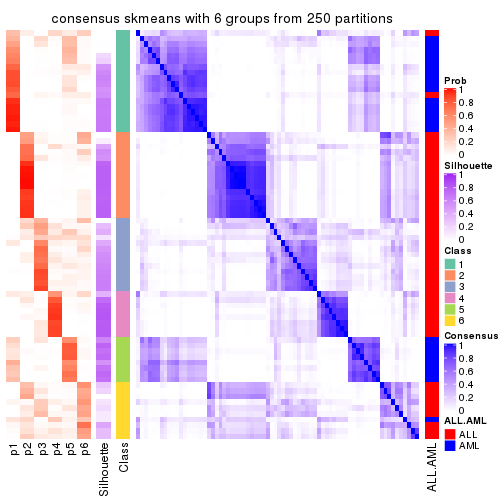 consensus skmeans with 6 groups from 250 partitions
Prob
1
0.8
0.6
0.4
0.2
0
Silhouette
1
0.8
0.6
0.4
0.2
0
Class
1
2
3
4
5
6
Consensus
1
0.8
0.6
0.4
0.2
0
ALL.AML
ALL
AML
p1
p2
p3
p4
p5
p6
Silhouette
Class
ALL.AML